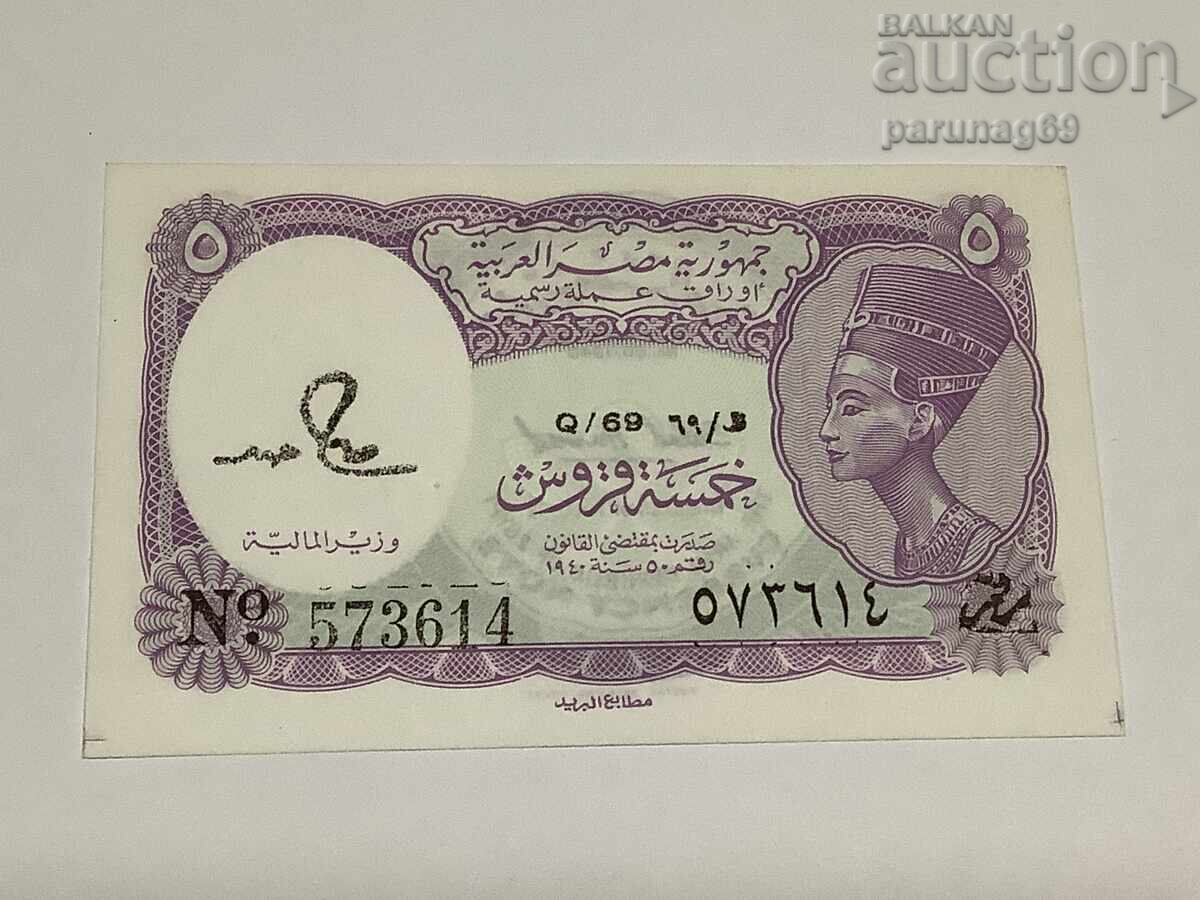 BALKAN
auction
parunag69
٥ ٥
جمهورية مصر العربية
أوراق عملة رسمية
Q/69 ٦٩/
خمسة قروش
صدرت بمقتضى القانون
رقم ٥٠ سنة ١٩٤٠
وزير المالية
No. 573614 ٥٧٣٦١٤ نمرة
مطابع البريد